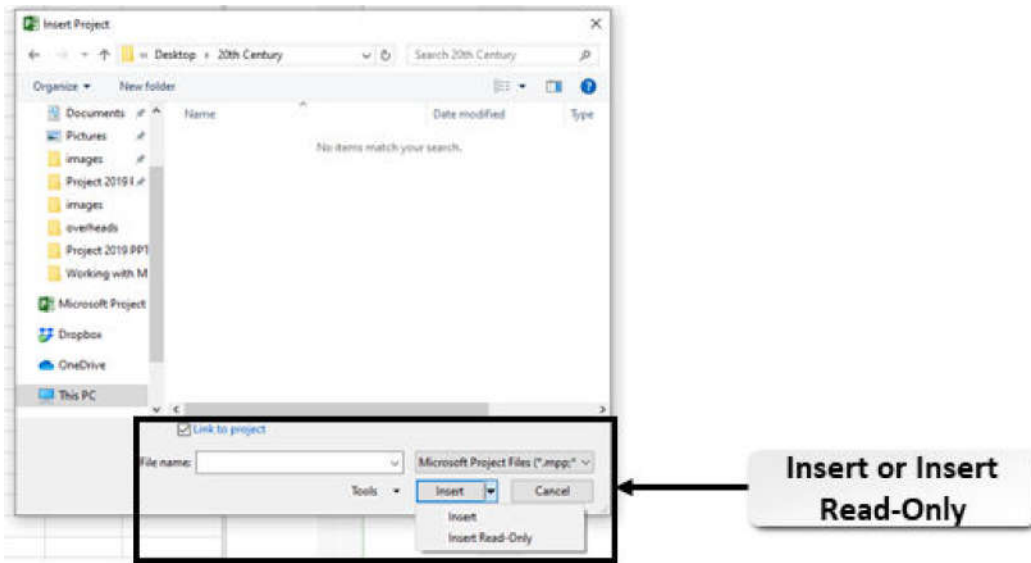 Insert Project
« Desktop › 20th Century
Search 20th Century
Organize
New folder
Name
Date modified
Type
No items match your search.
Documents
Pictures
images
Project 2019
images
overheads
Project 2019 PPT
Working with M
Microsoft Project
Dropbox
OneDrive
This PC
Link to project
File name:
Microsoft Project Files (*.mpp;*
Tools
Insert
Cancel
Insert
Insert Read-Only
Insert or Insert
Read-Only